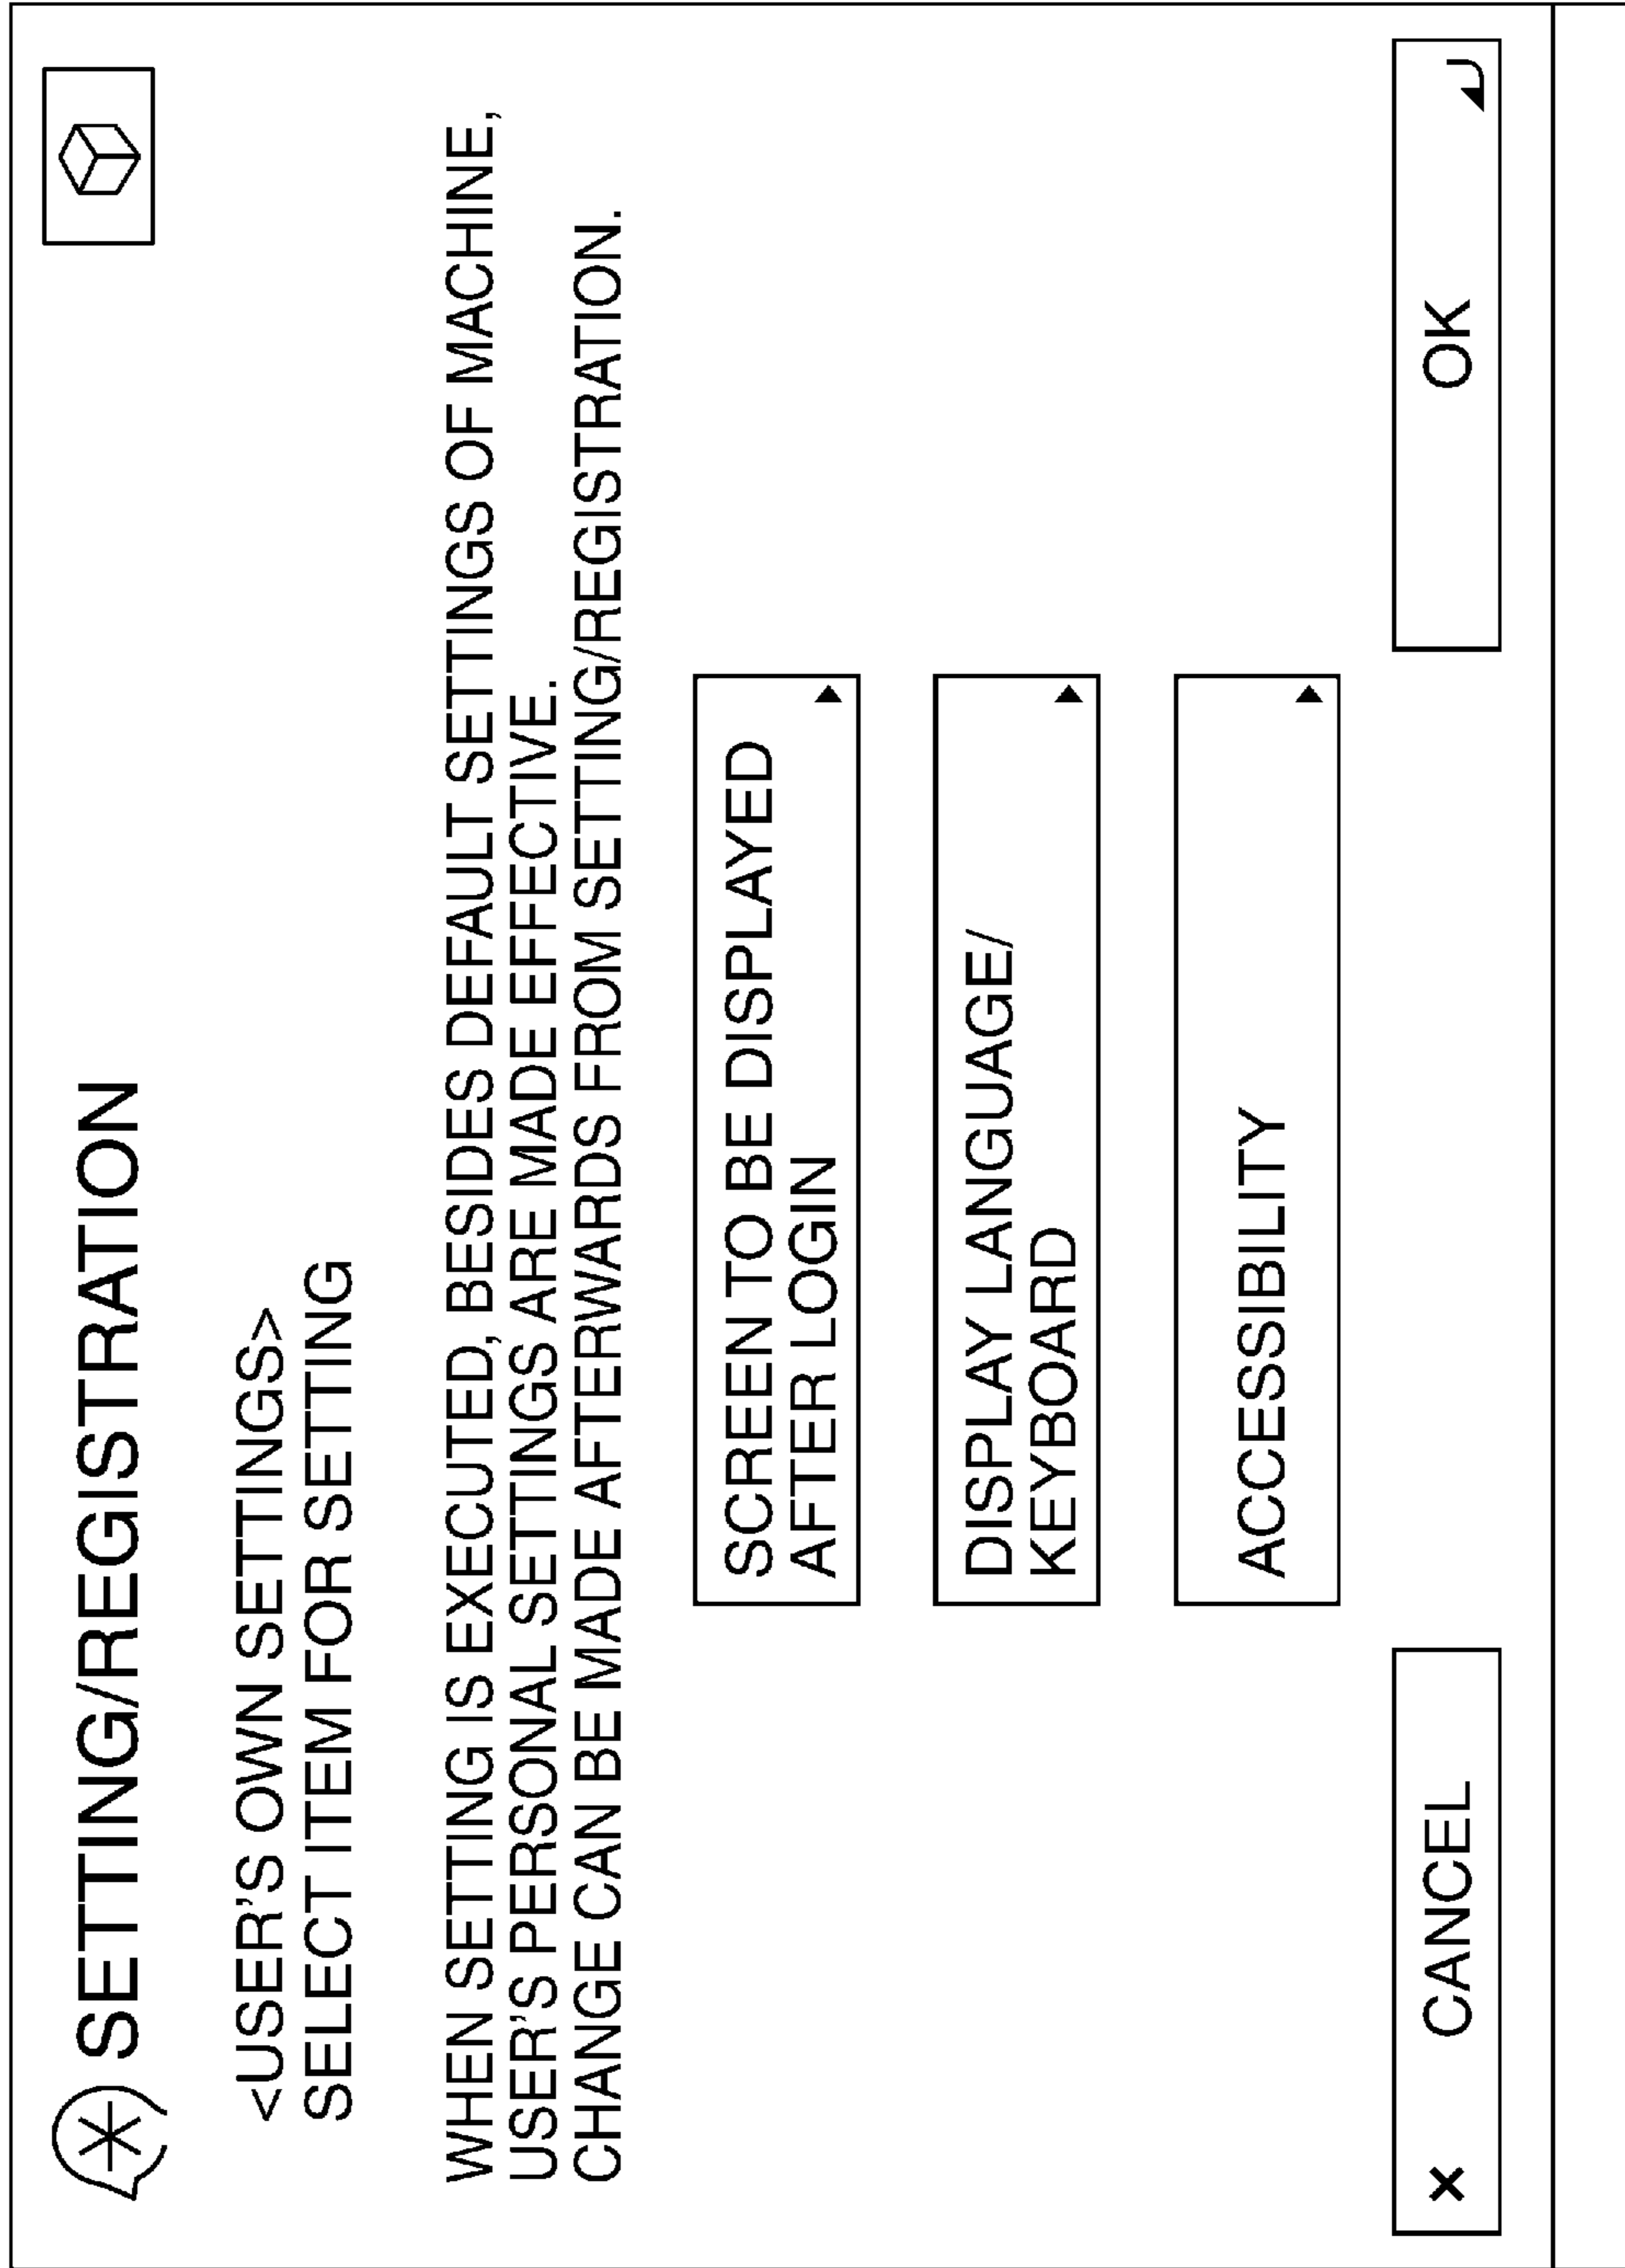 SETTING/REGISTRATION
<USER'S OWN SETTINGS>
SELECT ITEM FOR SETTING
WHEN SETTING IS EXECUTED, BESIDES DEFAULT SETTINGS OF MACHINE,
USER'S PERSONAL SETTINGS ARE MADE EFFECTIVE.
CHANGE CAN BE MADE AFTERWARDS FROM SETTING/REGISTRATION.
SCREEN TO BE DISPLAYED
AFTER LOGIN
DISPLAY LANGUAGE/
KEYBOARD
ACCESSIBILITY
× CANCEL
OK